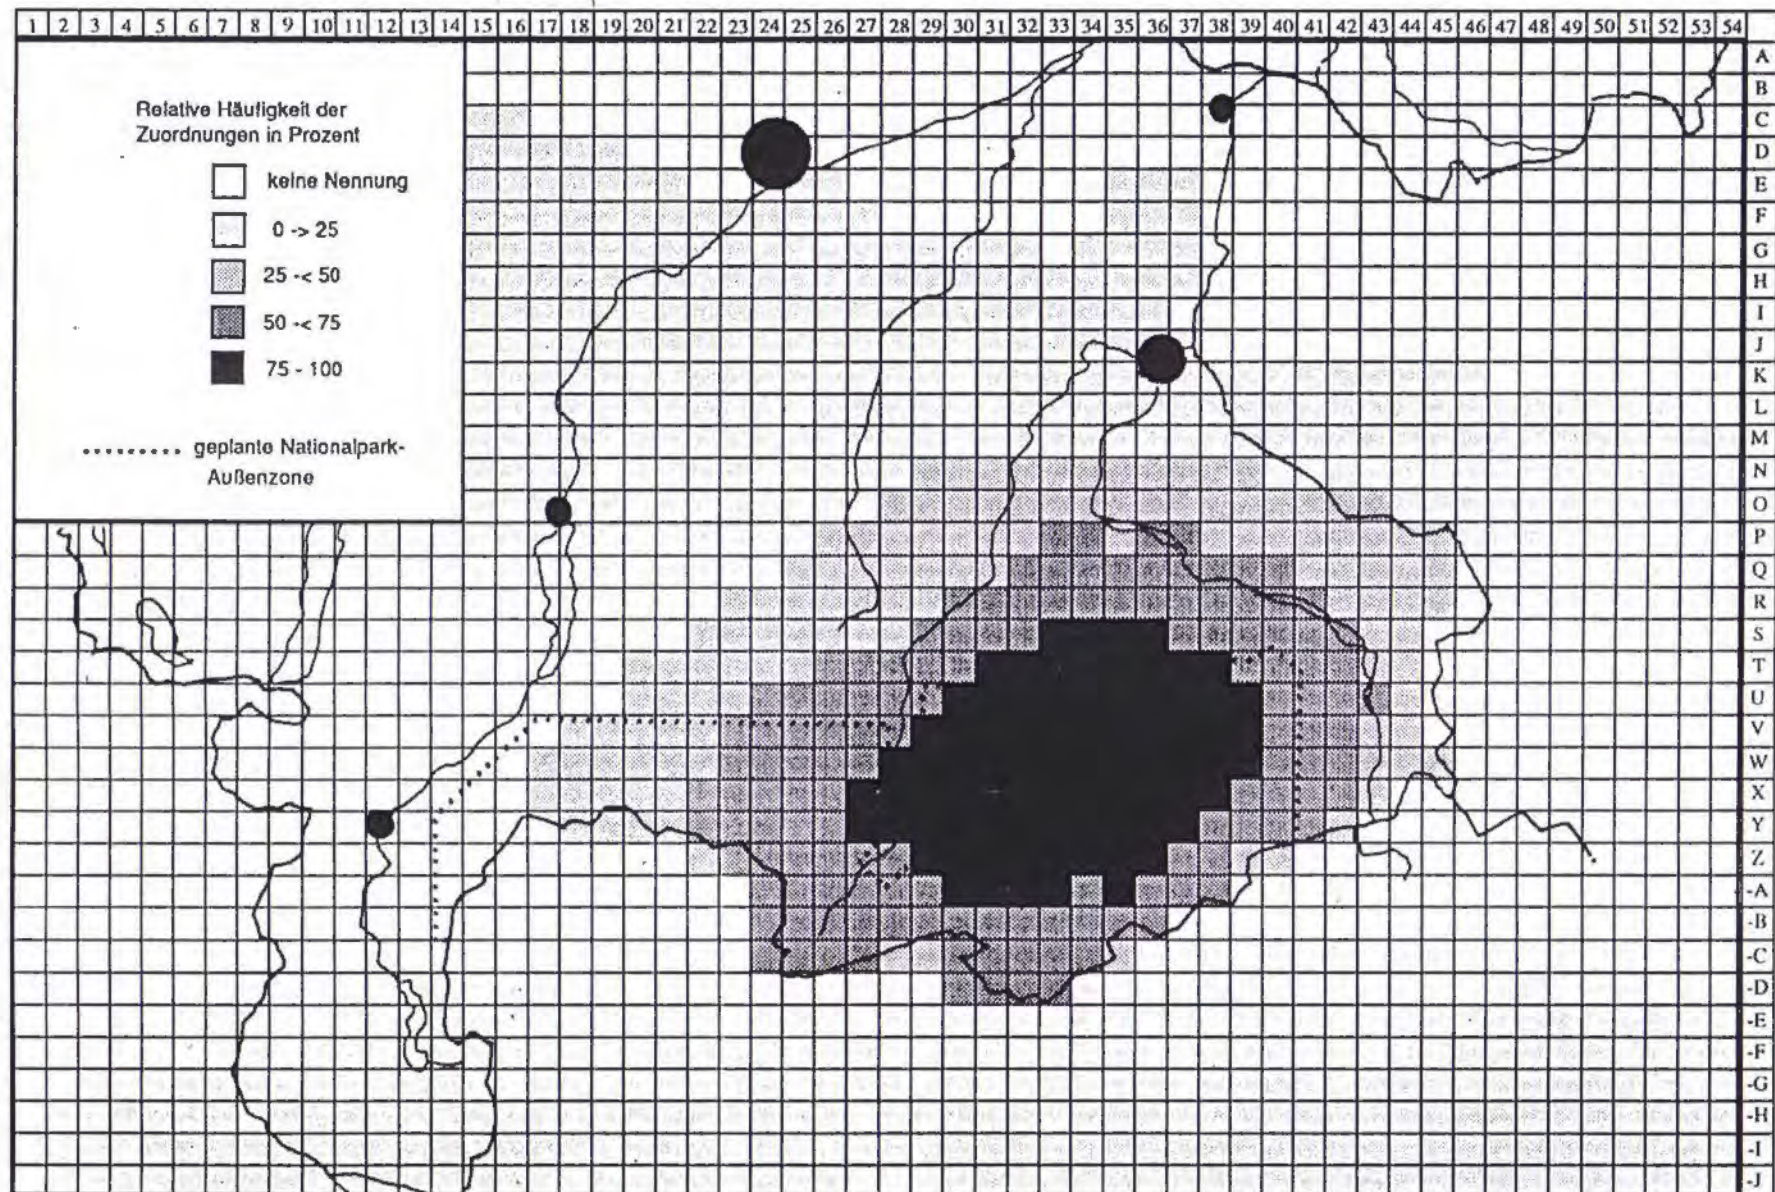 1 2 3 4 5 6 7 8 9 10 11 12 13 14 15 16 17 18 19 20 21 22 23 24 25 26 27 28 29 30 31 32 33 34 35 36 37 38 39 40 41 42 43 44 45 46 47 48 49 50 51 52 53 54
Relative Häufigkeit der
Zuordnungen in Prozent
keine Nennung
0 -> 25
25 -< 50
50 -< 75
75 - 100
geplante Nationalpark-
Außenzone
A
B
C
D
E
F
G
H
I
J
K
L
M
N
O
P
Q
R
S
T
U
V
W
X
Y
Z
-A
-B
-C
-D
-E
-F
-G
-H
-I
-J